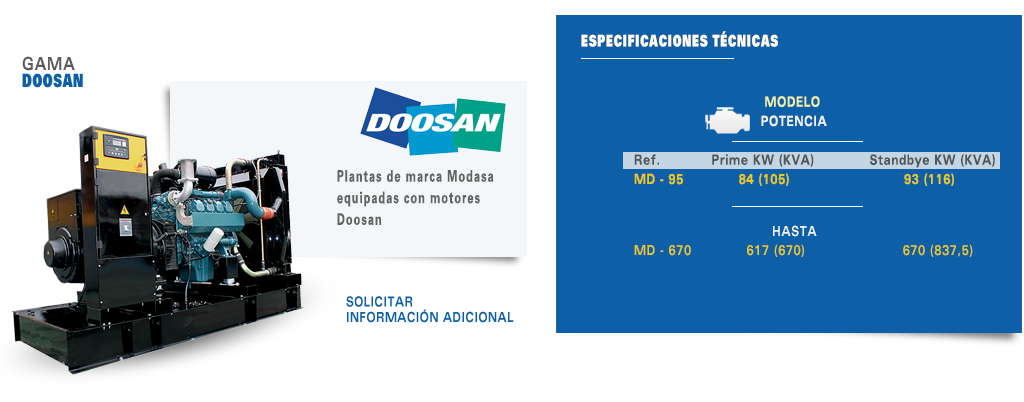 GAMA
DOOSAN
DOOSAN
Plantas de marca Modasa
equipadas con motores
Doosan
SOLICITAR
INFORMACIÓN ADICIONAL
ESPECIFICACIONES TÉCNICAS
MODELO
POTENCIA
Ref. Prime KW (KVA) Standbye KW (KVA)
MD - 95 84 (105) 93 (116)
HASTA
MD - 670 617 (670) 670 (837,5)